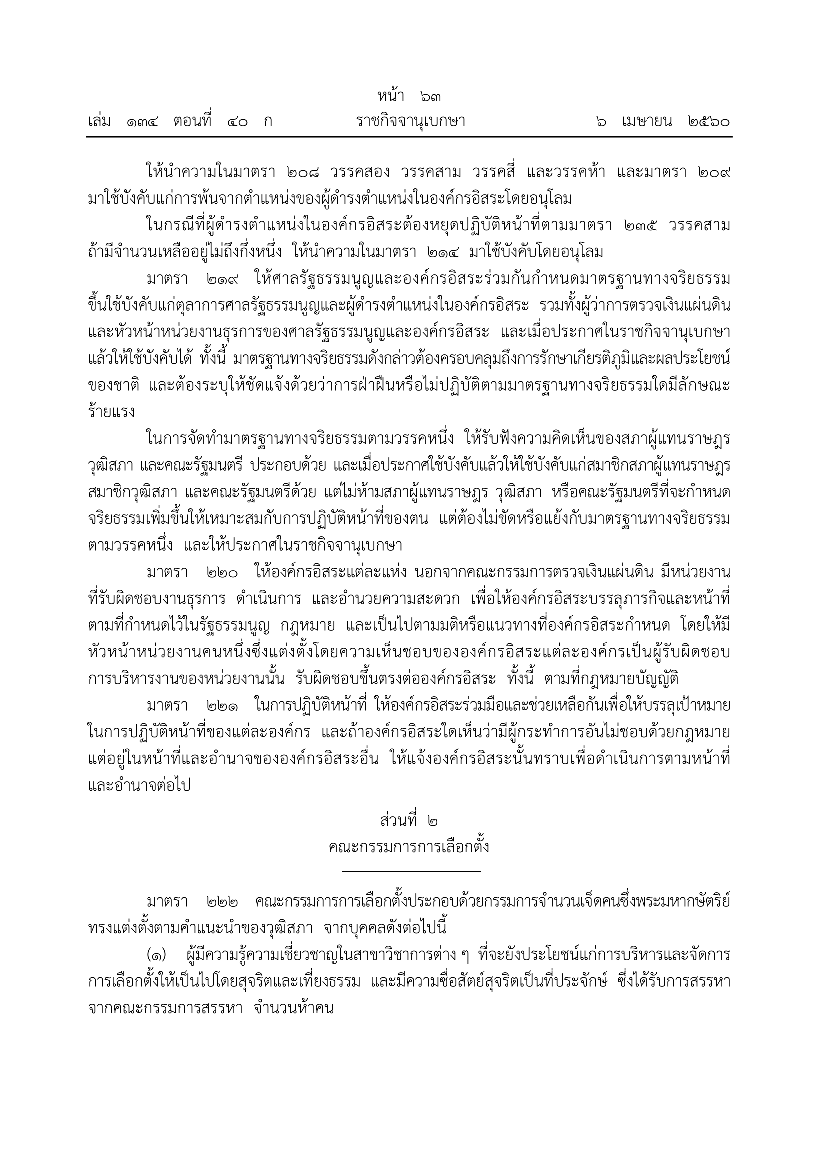 หน้า ๖๓
เล่ม ๑๓๔ ตอนที่ ๔๐ ก ราชกิจจานุเบกษา ๖ เมษายน ๒๕๖๐
ให้นำความในมาตรา ๒๐๘ วรรคสอง วรรคสาม วรรคสี่ และวรรคห้า และมาตรา ๒๐๙
มาใช้บังคับแก่การพ้นจากตำแหน่งของผู้ดำรงตำแหน่งในองค์กรอิสระโดยอนุโลม
ในกรณีที่ผู้ดำรงตำแหน่งในองค์กรอิสระต้องหยุดปฏิบัติหน้าที่ตามมาตรา ๒๓๕ วรรคสาม
ถ้ามีจำนวนเหลืออยู่ไม่ถึงกึ่งหนึ่ง ให้นำความในมาตรา ๒๑๔ มาใช้บังคับโดยอนุโลม
มาตรา ๒๑๙ ให้ศาลรัฐธรรมนูญและองค์กรอิสระร่วมกันกำหนดมาตรฐานทางจริยธรรม
ขึ้นใช้บังคับแก่ตุลาการศาลรัฐธรรมนูญและผู้ดำรงตำแหน่งในองค์กรอิสระ รวมทั้งผู้ว่าการตรวจเงินแผ่นดิน
และหัวหน้าหน่วยงานธุรการของศาลรัฐธรรมนูญและองค์กรอิสระ และเมื่อประกาศในราชกิจจานุเบกษา
แล้วให้ใช้บังคับได้ ทั้งนี้ มาตรฐานทางจริยธรรมดังกล่าวต้องครอบคลุมถึงการรักษาเกียรติภูมิและผลประโยชน์
ของชาติ และต้องระบุให้ชัดแจ้งด้วยว่าการฝ่าฝืนหรือไม่ปฏิบัติตามมาตรฐานทางจริยธรรมใดมีลักษณะ
ร้ายแรง
ในการจัดทำมาตรฐานทางจริยธรรมตามวรรคหนึ่ง ให้รับฟังความคิดเห็นของสภาผู้แทนราษฎร
วุฒิสภา และคณะรัฐมนตรี ประกอบด้วย และเมื่อประกาศใช้บังคับแล้วให้ใช้บังคับแก่สมาชิกสภาผู้แทนราษฎร
สมาชิกวุฒิสภา และคณะรัฐมนตรีด้วย แต่ไม่ห้ามสภาผู้แทนราษฎร วุฒิสภา หรือคณะรัฐมนตรีที่จะกำหนด
จริยธรรมเพิ่มขึ้นให้เหมาะสมกับการปฏิบัติหน้าที่ของตน แต่ต้องไม่ขัดหรือแย้งกับมาตรฐานทางจริยธรรม
ตามวรรคหนึ่ง และให้ประกาศในราชกิจจานุเบกษา
มาตรา ๒๒๐ ให้องค์กรอิสระแต่ละแห่ง นอกจากคณะกรรมการตรวจเงินแผ่นดิน มีหน่วยงาน
ที่รับผิดชอบงานธุรการ ดำเนินการ และอำนวยความสะดวก เพื่อให้องค์กรอิสระบรรลุภารกิจและหน้าที่
ตามที่กำหนดไว้ในรัฐธรรมนูญ กฎหมาย และเป็นไปตามมติหรือแนวทางที่องค์กรอิสระกำหนด โดยให้มี
หัวหน้าหน่วยงานคนหนึ่งซึ่งแต่งตั้งโดยความเห็นชอบขององค์กรอิสระแต่ละองค์กรเป็นผู้รับผิดชอบ
การบริหารงานของหน่วยงานนั้น รับผิดชอบขึ้นตรงต่อองค์กรอิสระ ทั้งนี้ ตามที่กฎหมายบัญญัติ
มาตรา ๒๒๑ ในการปฏิบัติหน้าที่ ให้องค์กรอิสระร่วมมือและช่วยเหลือกันเพื่อให้บรรลุเป้าหมาย
ในการปฏิบัติหน้าที่ของแต่ละองค์กร และถ้าองค์กรอิสระใดเห็นว่ามีผู้กระทำการอันไม่ชอบด้วยกฎหมาย
แต่อยู่ในหน้าที่และอำนาจขององค์กรอิสระอื่น ให้แจ้งองค์กรอิสระนั้นทราบเพื่อดำเนินการตามหน้าที่
และอำนาจต่อไป
ส่วนที่ ๒
คณะกรรมการการเลือกตั้ง
มาตรา ๒๒๒ คณะกรรมการการเลือกตั้งประกอบด้วยกรรมการจำนวนเจ็ดคนซึ่งพระมหากษัตริย์
ทรงแต่งตั้งตามคำแนะนำของวุฒิสภา จากบุคคลดังต่อไปนี้
(๑) ผู้มีความรู้ความเชี่ยวชาญในสาขาวิชาการต่าง ๆ ที่จะยังประโยชน์แก่การบริหารและจัดการ
การเลือกตั้งให้เป็นไปโดยสุจริตและเที่ยงธรรม และมีความซื่อสัตย์สุจริตเป็นที่ประจักษ์ ซึ่งได้รับการสรรหา
จากคณะกรรมการสรรหา จำนวนห้าคน